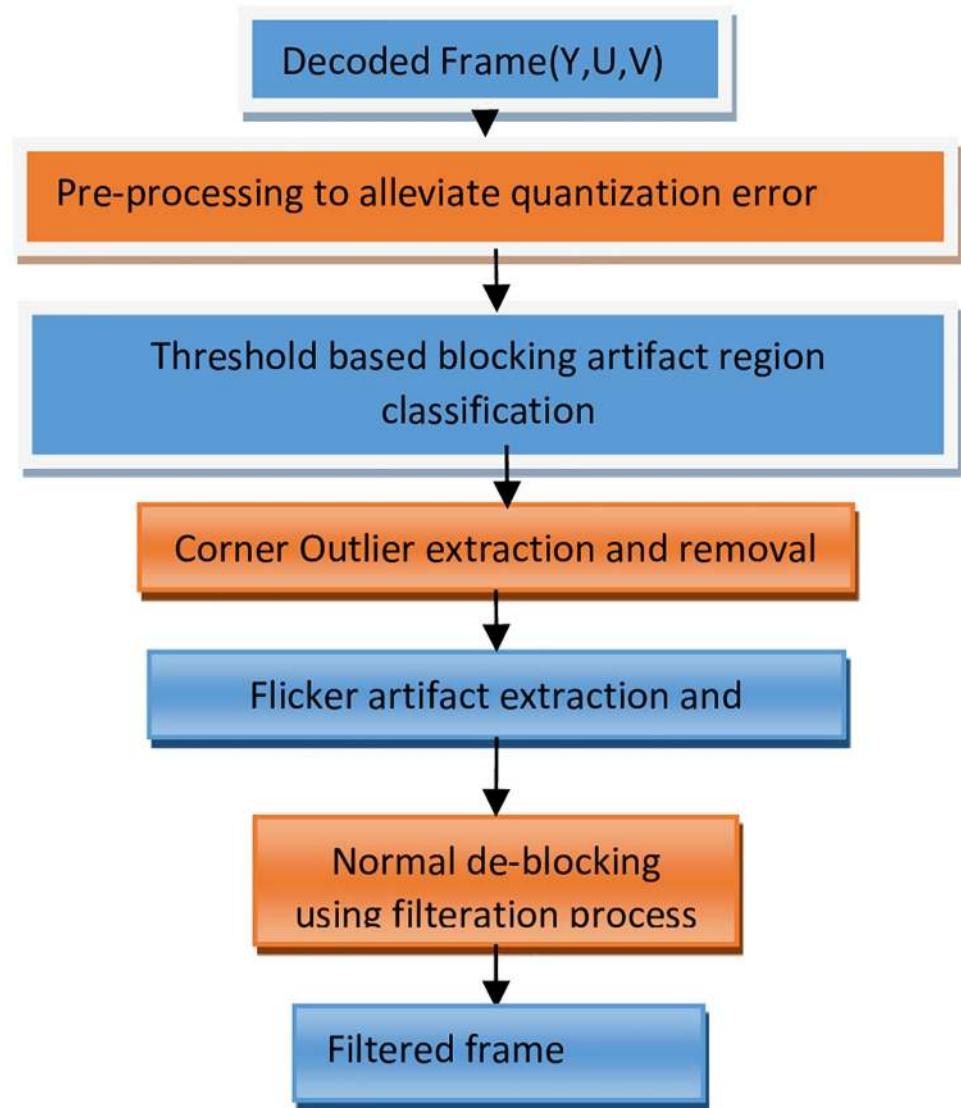 Decoded Frame(Y,U,V)
Pre-processing to alleviate quantization error
Threshold based blocking artifact region
classification
Corner Outlier extraction and removal
Flicker artifact extraction and
Normal de-blocking
using filteration process
Filtered frame